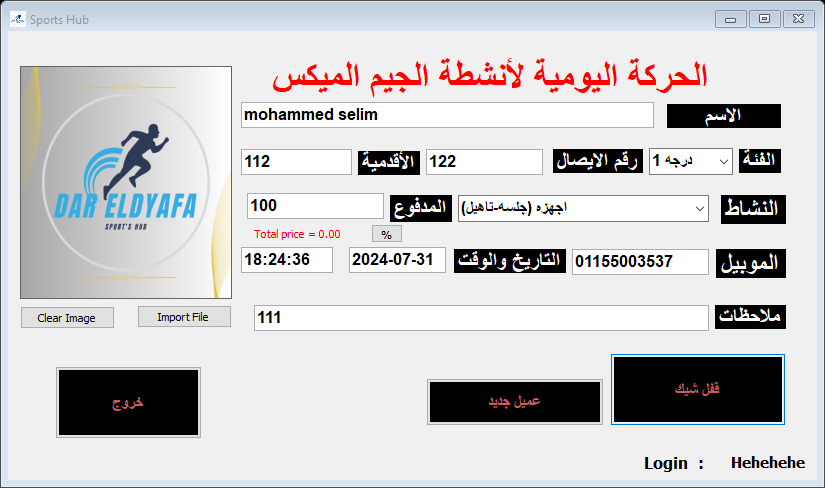 Sports Hub
الحركة اليومية لأنشطة الجيم الميكس
الاسم mohammed selim
الفئة درجه 1 رقم الايصال 122 الأقدمية 112
النشاط اجهزه (جلسه-تاهيل) المدفوع 100
Total price = 0.00 %
الموبيل 01155003537 التاريخ والوقت 2024-07-31 18:24:36
ملاحظات 111
DAR ELDYAFA
SPORT'S HUB
Clear Image Import File
قفل شيك عميل جديد خروج
Login : Hehehehe